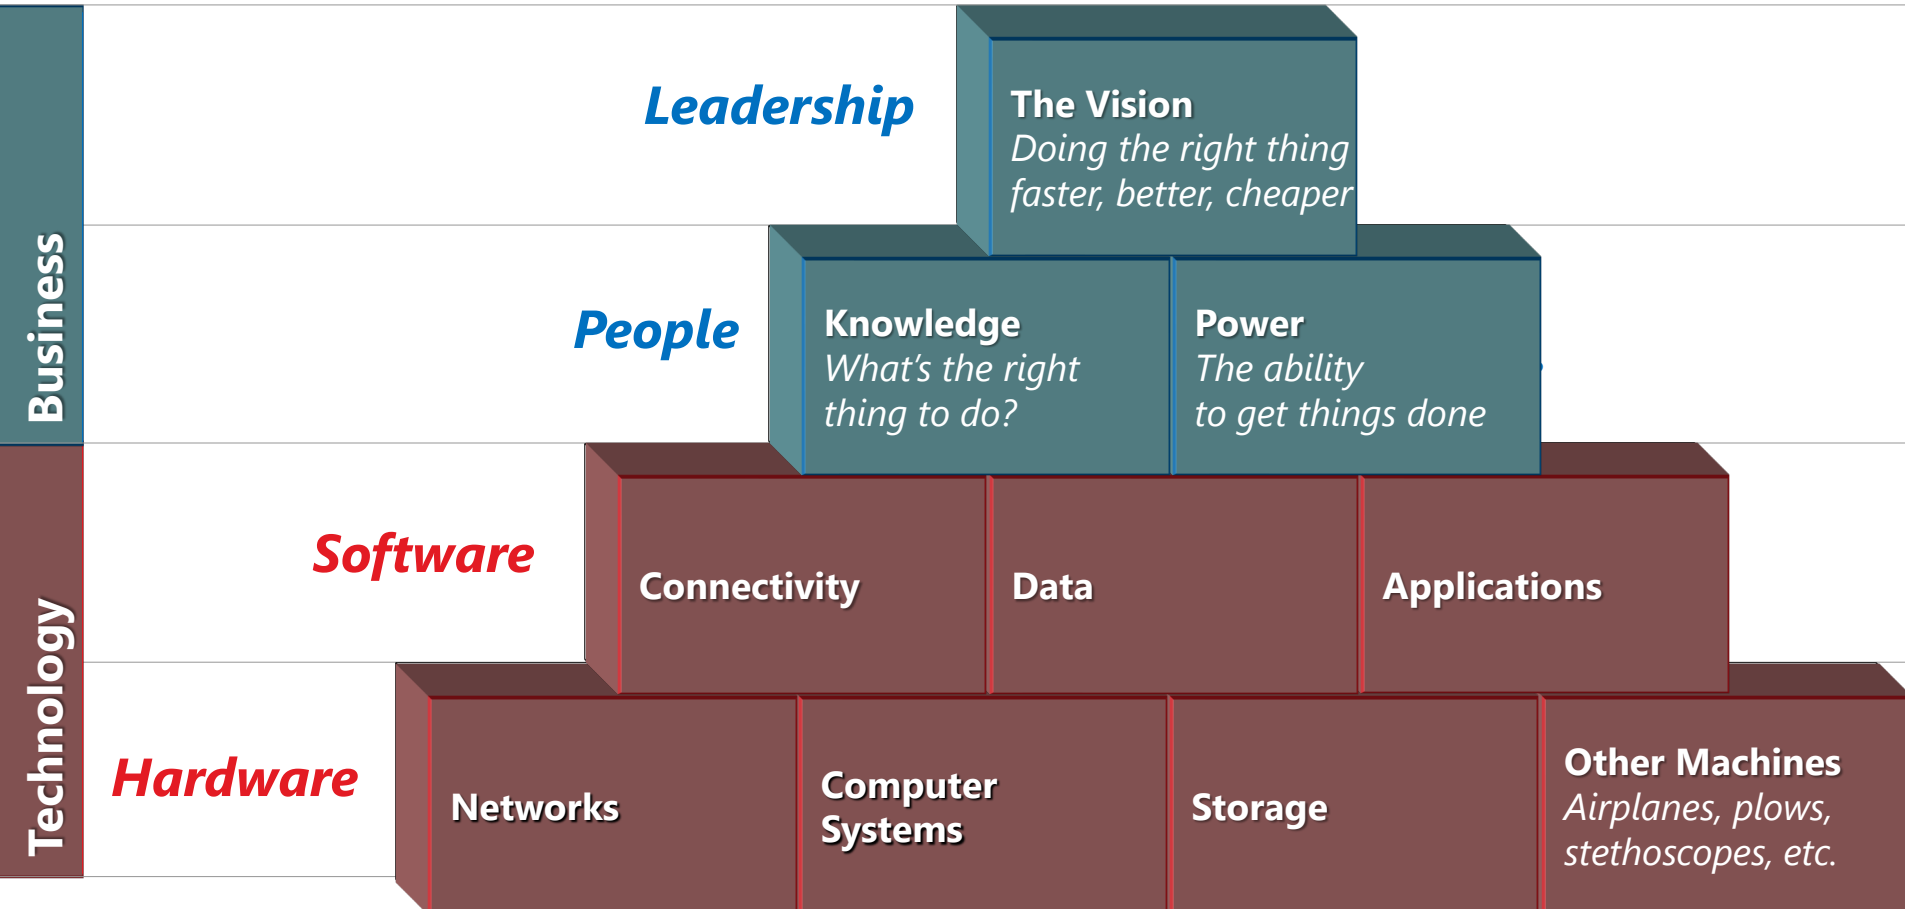 Business
Leadership
The Vision
Doing the right thing
faster, better, cheaper
People
Knowledge
What's the right
thing to do?
Power
The ability
to get things done
Technology
Software
Connectivity
Data
Applications
Hardware
Networks
Computer
Systems
Storage
Other Machines
Airplanes, plows,
stethoscopes, etc.